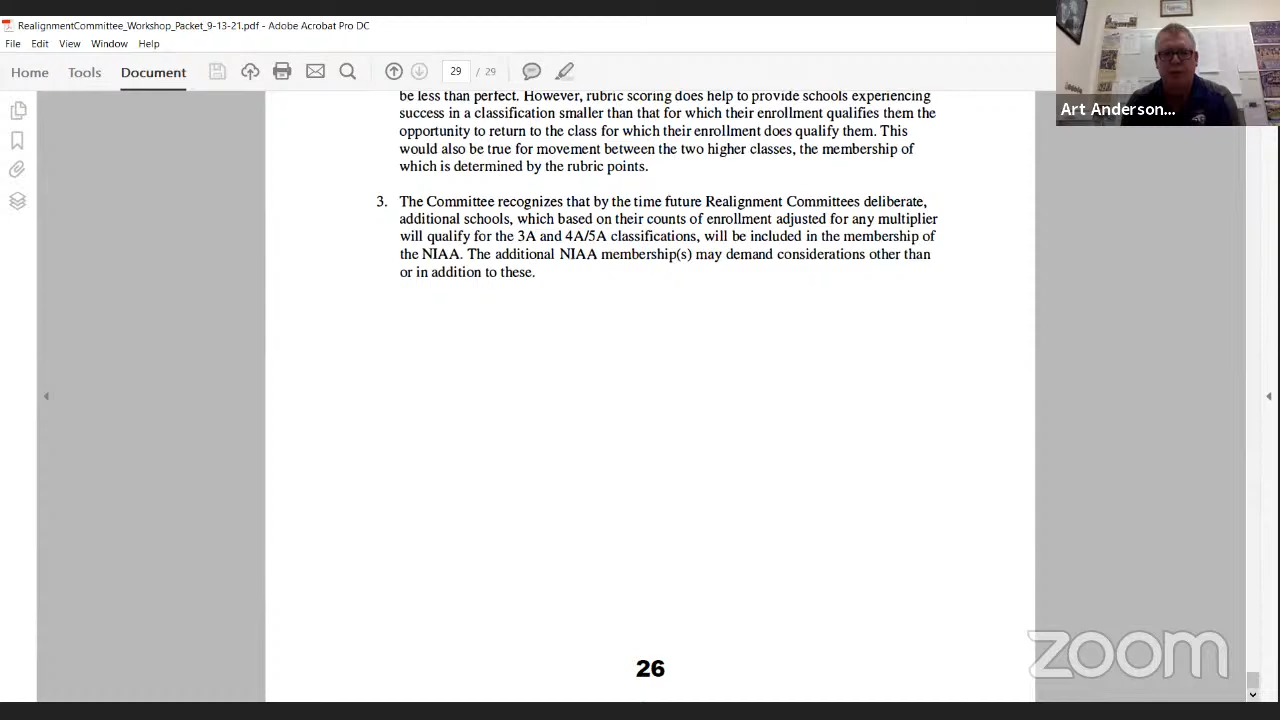 RealignmentCommittee_Workshop_Packet_9-13-21.pdf - Adobe Acrobat Pro DC
File Edit View Window Help
Home Tools Document 29 / 29
Art Anderson...
be less than perfect. However, rubric scoring does help to provide schools experiencing
success in a classification smaller than that for which their enrollment qualifies them the
opportunity to return to the class for which their enrollment does qualify them. This
would also be true for movement between the two higher classes, the membership of
which is determined by the rubric points.
3. The Committee recognizes that by the time future Realignment Committees deliberate,
additional schools, which based on their counts of enrollment adjusted for any multiplier
will qualify for the 3A and 4A/5A classifications, will be included in the membership of
the NIAA. The additional NIAA membership(s) may demand considerations other than
or in addition to these.
26
zoom